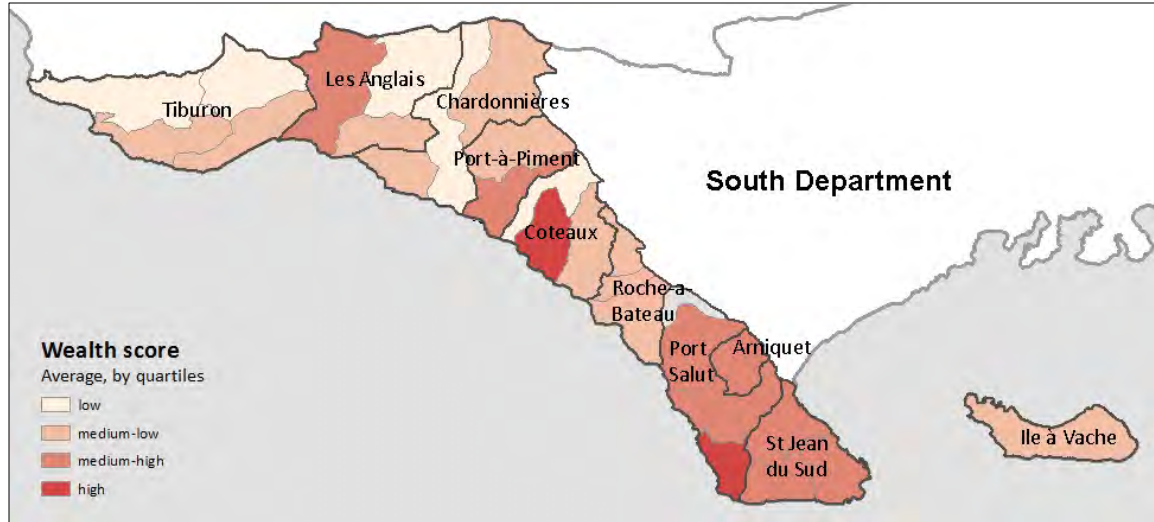 Les Anglais
Tiburon
Chardonnières
Port-à-Piment
South Department
Coteaux
Roche-a-
Bateau
Arniquet
Port
Salut
St Jean
du Sud
Ile à Vache
Wealth score
Average, by quartiles
low
medium-low
medium-high
high